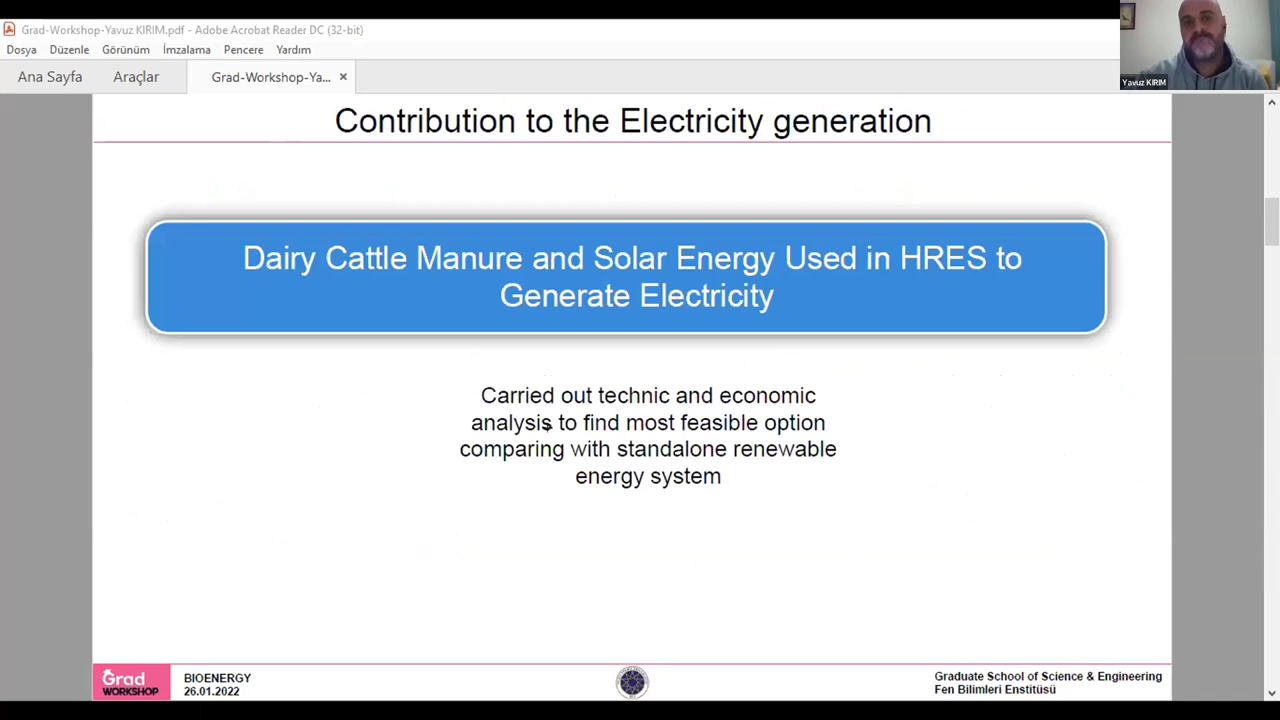 Grad-Workshop-Yavuz KIRIM.pdf - Adobe Acrobat Reader DC (32-bit)
Dosya Düzenle Görünüm İmzalama Pencere Yardım
Ana Sayfa Araçlar Grad-Workshop-Ya... ×
Yavuz KIRIM
Contribution to the Electricity generation
Dairy Cattle Manure and Solar Energy Used in HRES to
Generate Electricity
Carried out technic and economic
analysis to find most feasible option
comparing with standalone renewable
energy system
Grad
WORKSHOP
BIOENERGY
26.01.2022
Graduate School of Science & Engineering
Fen Bilimleri Enstitüsü